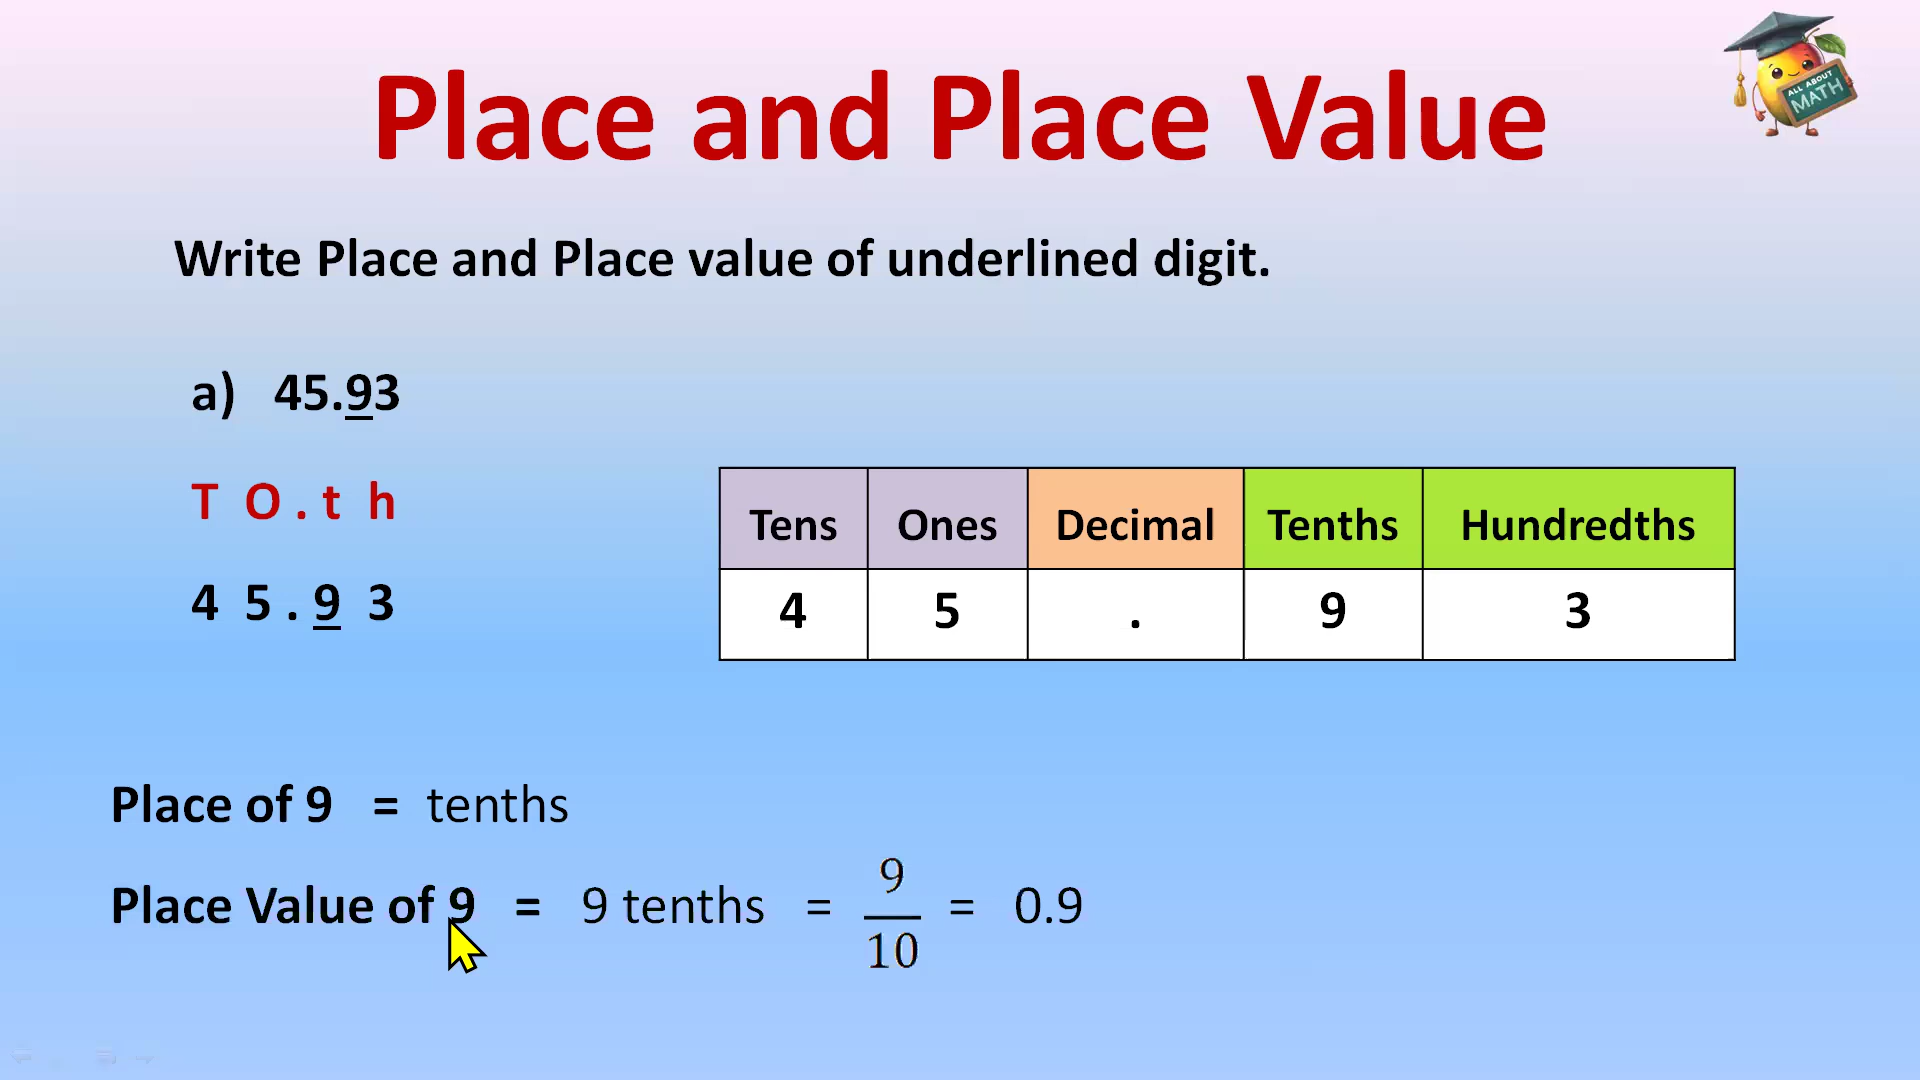 Place and Place Value
ALL ABOUT
MATH
Write Place and Place value of underlined digit.
a) 45.93
T O . t h
4 5 . 9 3
Tens Ones Decimal Tenths Hundredths
4 5 . 9 3
Place of 9 = tenths
Place Value of 9 = 9 tenths = 9/10 = 0.9